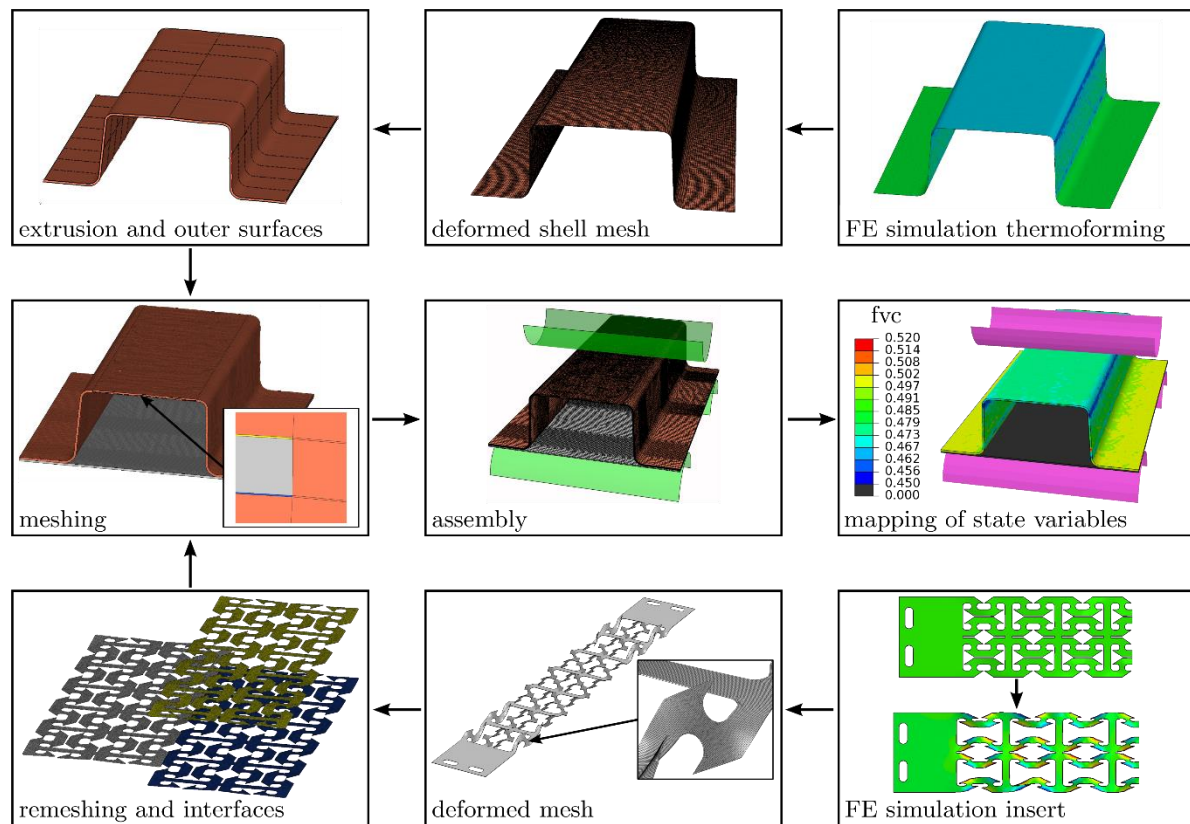 extrusion and outer surfaces
deformed shell mesh
FE simulation thermoforming
meshing
assembly
fvc
0.520
0.514
0.508
0.502
0.497
0.491
0.485
0.479
0.473
0.467
0.462
0.456
0.450
0.000
mapping of state variables
remeshing and interfaces
deformed mesh
FE simulation insert